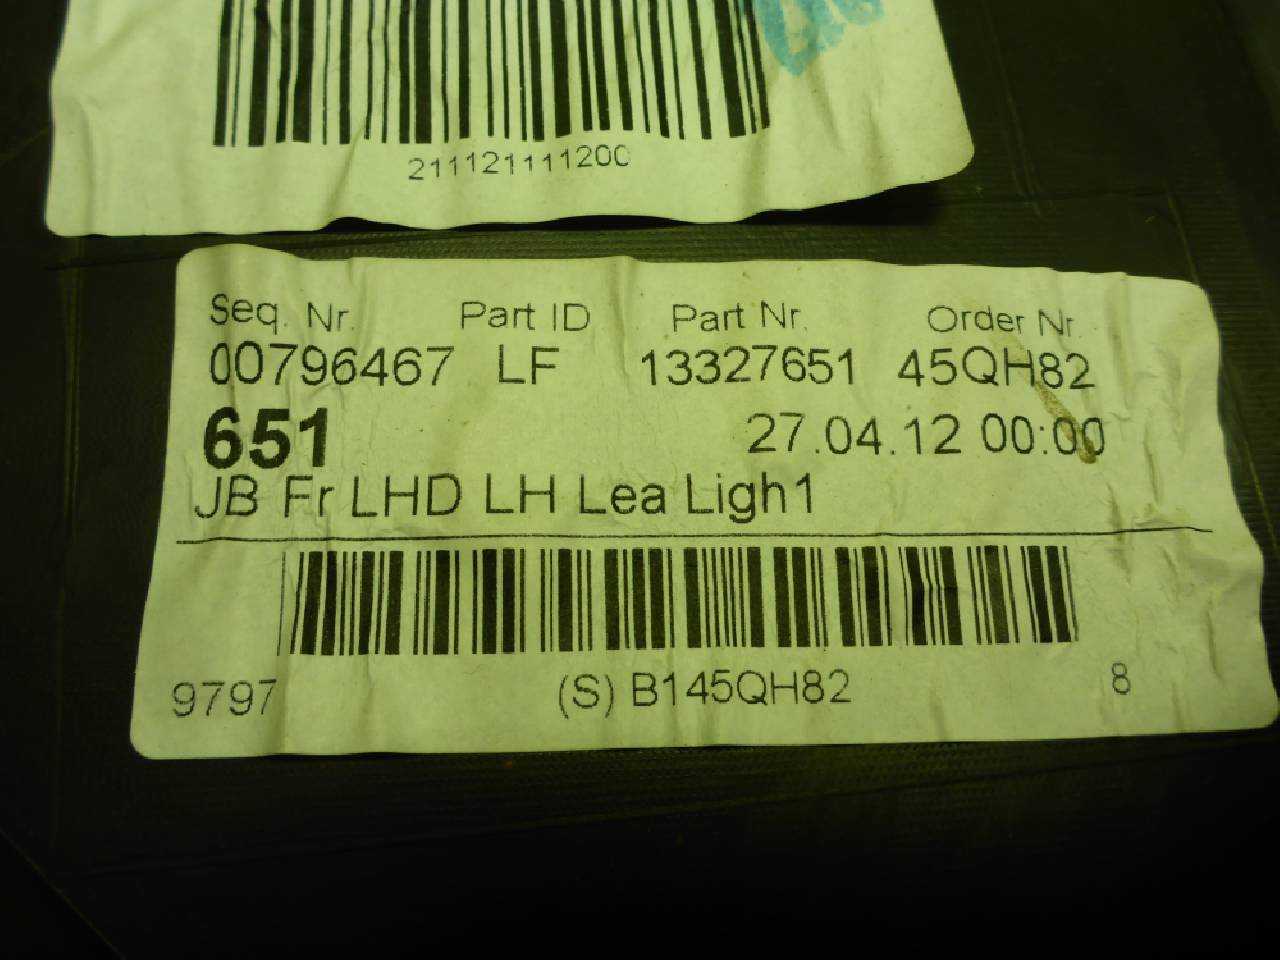 211121111200
Seq. Nr. Part ID Part Nr. Order Nr.
00796467 LF 13327651 45QH82
651 27.04.12 00:00
JB Fr LHD LH Lea Ligh1
9797 (S) B145QH82 8